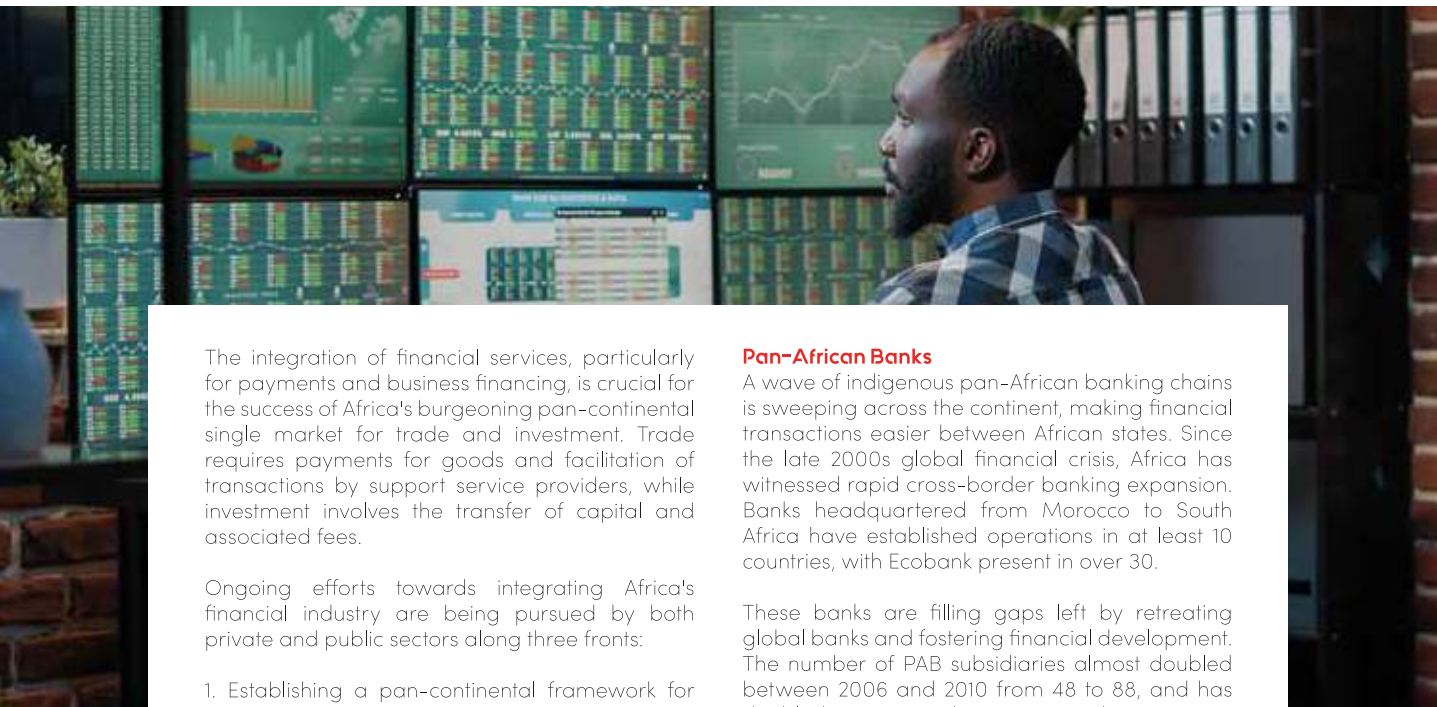 The integration of financial services, particularly
for payments and business financing, is crucial for
the success of Africa's burgeoning pan-continental
single market for trade and investment. Trade
requires payments for goods and facilitation of
transactions by support service providers, while
investment involves the transfer of capital and
associated fees.
Ongoing efforts towards integrating Africa's
financial industry are being pursued by both
private and public sectors along three fronts:
1. Establishing a pan-continental framework for
Pan-African Banks
A wave of indigenous pan-African banking chains
is sweeping across the continent, making financial
transactions easier between African states. Since
the late 2000s global financial crisis, Africa has
witnessed rapid cross-border banking expansion.
Banks headquartered from Morocco to South
Africa have established operations in at least 10
countries, with Ecobank present in over 30.
These banks are filling gaps left by retreating
global banks and fostering financial development.
The number of PAB subsidiaries almost doubled
between 2006 and 2010 from 48 to 88, and has